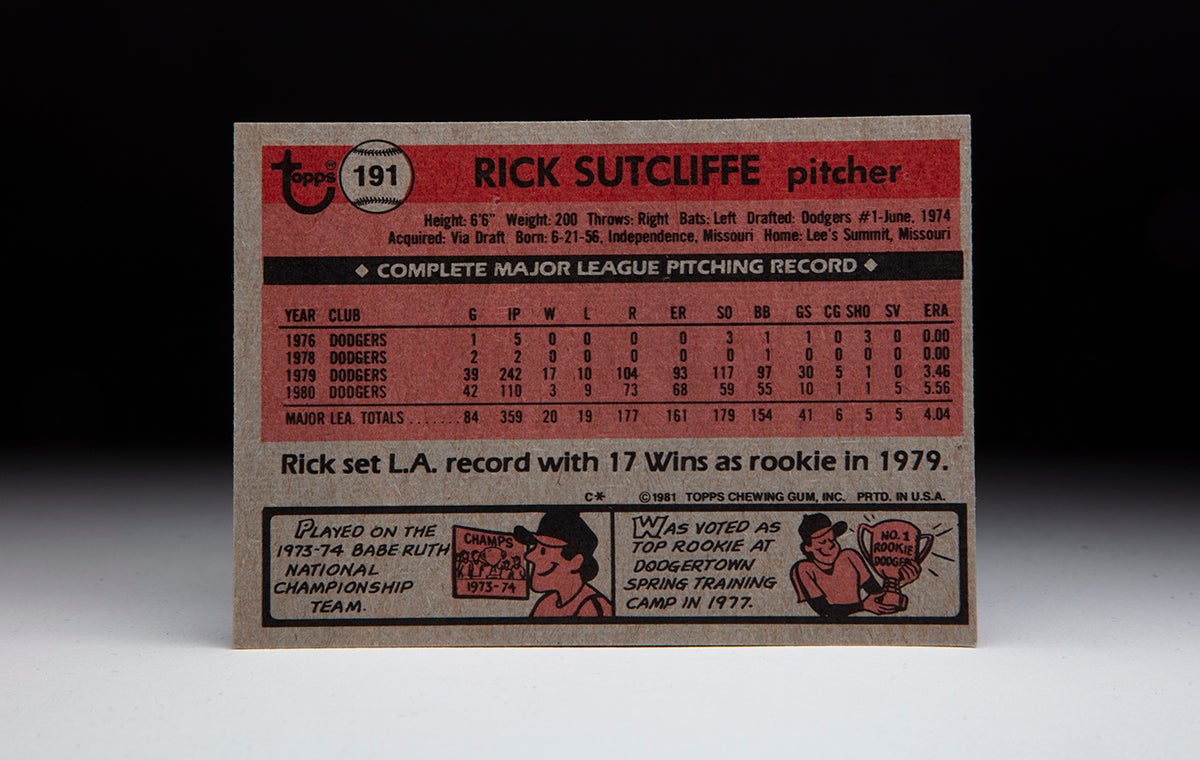 topps 191 RICK SUTCLIFFE pitcher
Height: 6'6" Weight: 200 Throws: Right Bats: Left Drafted: Dodgers #1-June, 1974
Acquired: Via Draft Born: 6-21-56, Independence, Missouri Home: Lee's Summit, Missouri
COMPLETE MAJOR LEAGUE PITCHING RECORD
YEAR CLUB G IP W L R ER SO BB GS CG SHO SV ERA
1976 DODGERS 1 5 0 0 0 0 3 1 1 0 3 0 0.00
1978 DODGERS 2 2 0 0 0 0 0 1 0 0 0 0 0.00
1979 DODGERS 39 242 17 10 104 93 117 97 30 5 1 0 3.46
1980 DODGERS 42 110 3 9 73 68 59 55 10 1 1 5 5.56
MAJOR LEA. TOTALS ....... 84 359 20 19 177 161 179 154 41 6 5 5 4.04
Rick set L.A. record with 17 Wins as rookie in 1979.
C* ©1981 TOPPS CHEWING GUM, INC. PRTD. IN U.S.A.
PLAYED ON THE
1973-74 BABE RUTH
NATIONAL
CHAMPIONSHIP
TEAM.
CHAMPS
1973-74
WAS VOTED AS
TOP ROOKIE AT
DODGERTOWN
SPRING TRAINING
CAMP IN 1977.
NO. 1
ROOKIE
DODGER